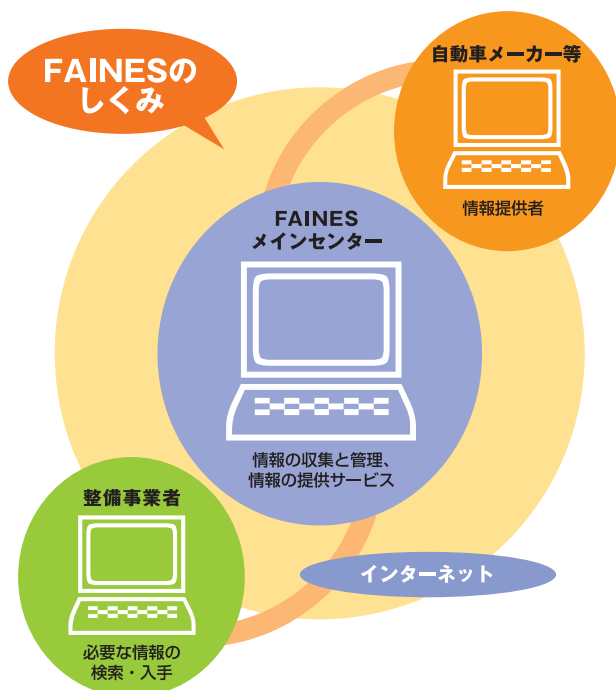 FAINESの
しくみ
自動車メーカー等
情報提供者
FAINES
メインセンター
情報の収集と管理、
情報の提供サービス
整備事業者
必要な情報の
検索・入手
インターネット